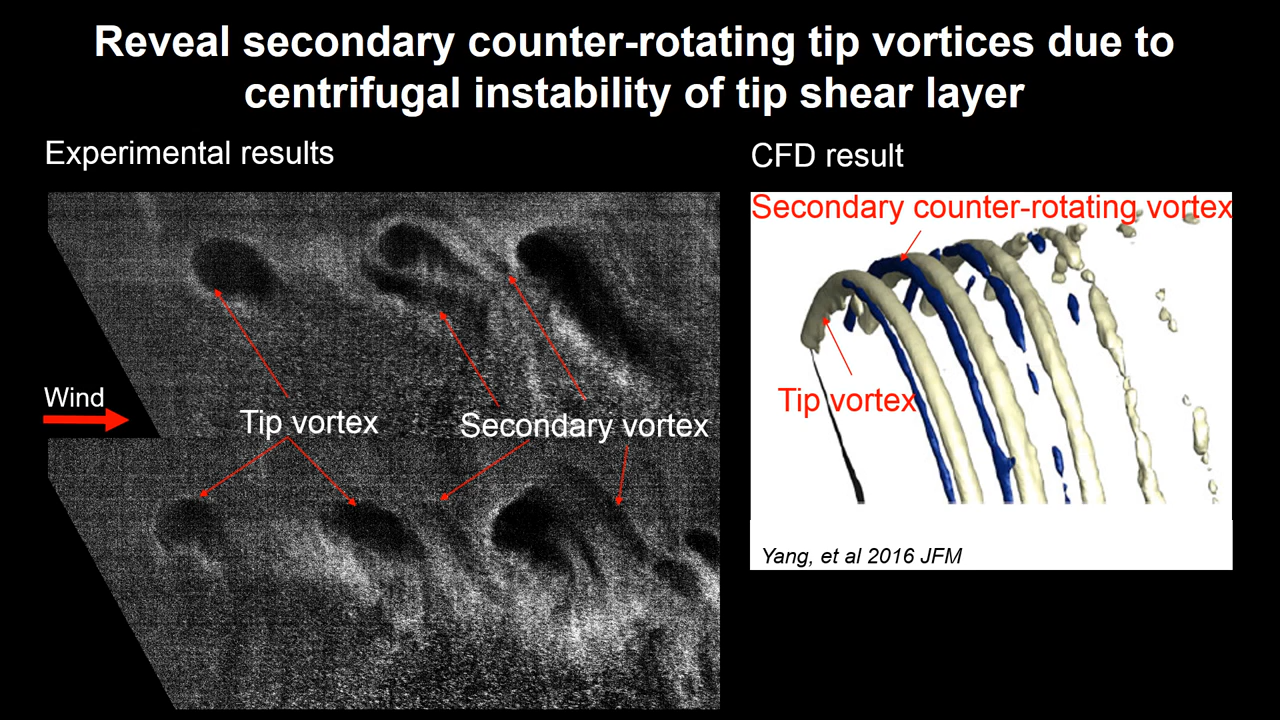 Reveal secondary counter-rotating tip vortices due to
centrifugal instability of tip shear layer
Experimental results
CFD result
Secondary counter-rotating vortex
Wind
Tip vortex
Secondary vortex
Tip vortex
Yang, et al 2016 JFM